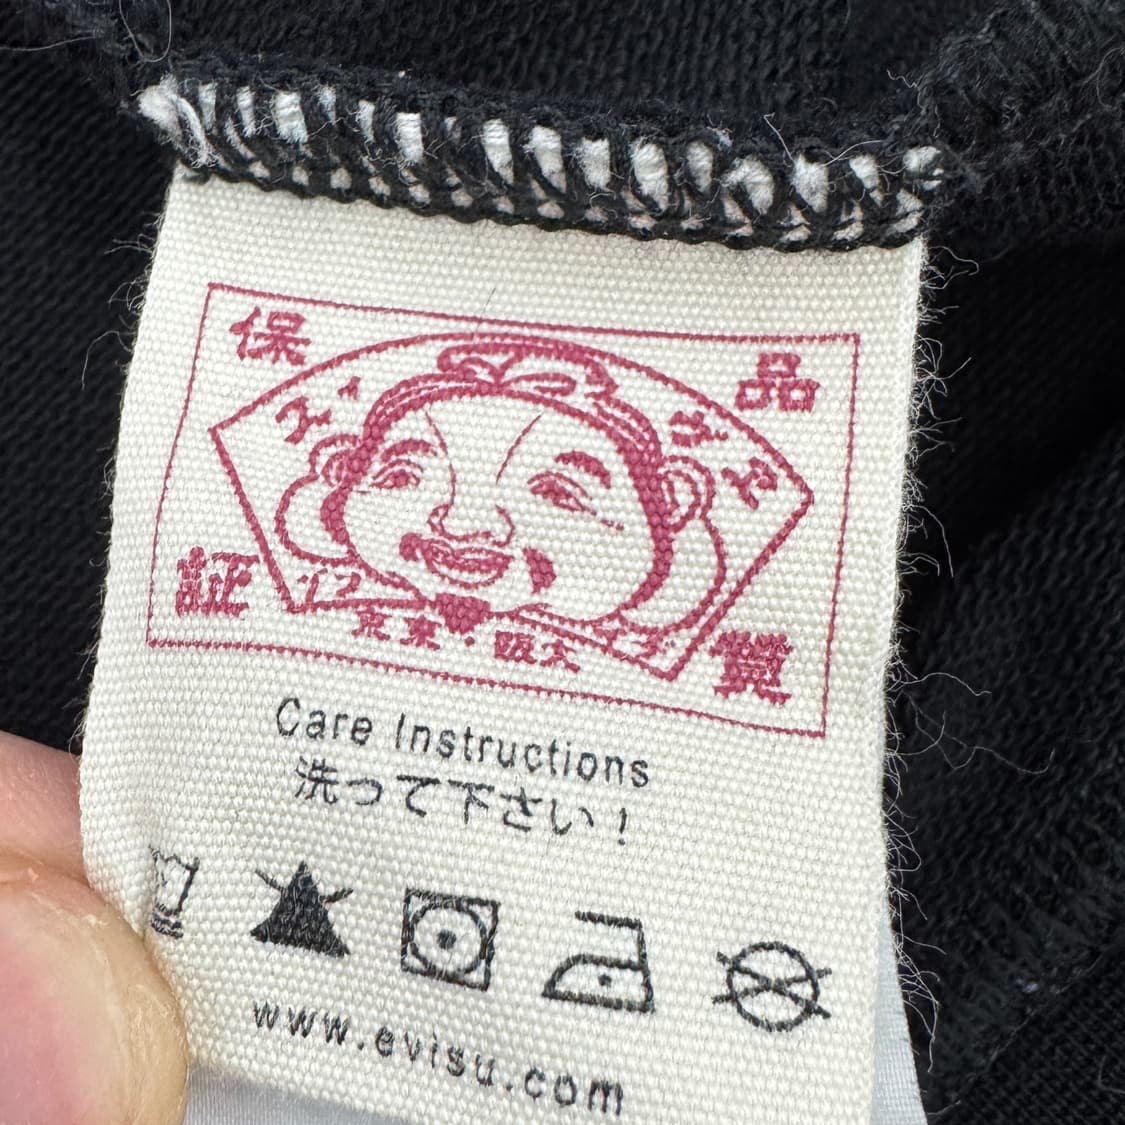 保 品
証 質
東京・大阪
Care Instructions
洗って下さい！
www.evisu.com